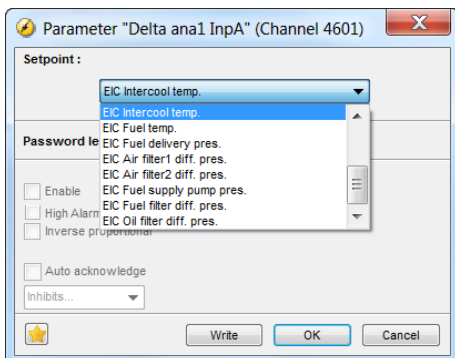 Parameter "Delta ana1 InpA" (Channel 4601)
Setpoint :
EIC Intercool temp.
EIC Intercool temp.
EIC Fuel temp.
EIC Fuel delivery pres.
EIC Air filter1 diff. pres.
EIC Air filter2 diff. pres.
EIC Fuel supply pump pres.
EIC Fuel filter diff. pres.
EIC Oil filter diff. pres.
Password le
Enable
High Alarm
Inverse proportional
Auto acknowledge
Inhibits...
Write
OK
Cancel